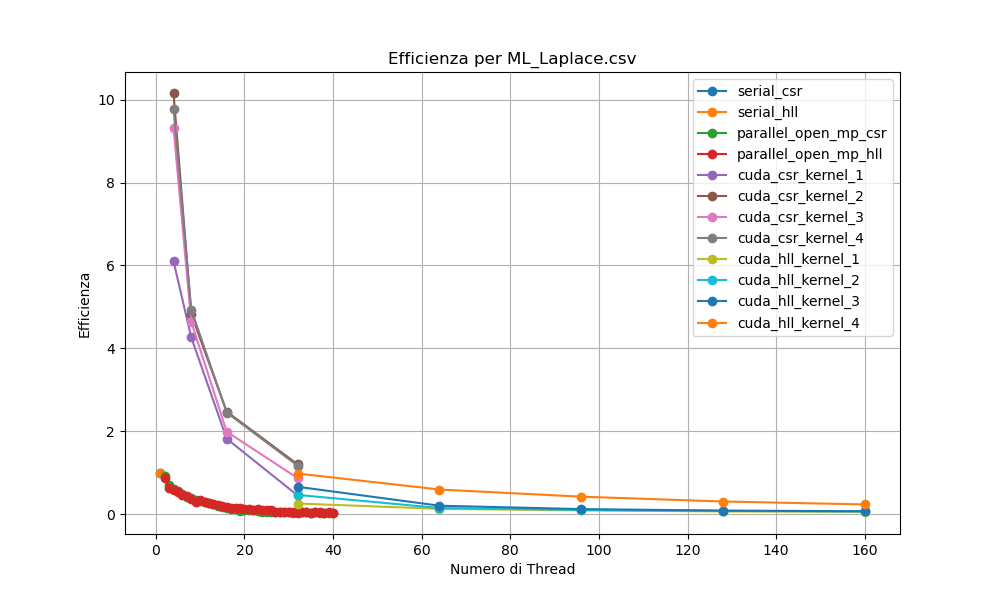 Efficienza per ML_Laplace.csv
serial_csr
serial_hll
parallel_open_mp_csr
parallel_open_mp_hll
cuda_csr_kernel_1
cuda_csr_kernel_2
cuda_csr_kernel_3
cuda_csr_kernel_4
cuda_hll_kernel_1
cuda_hll_kernel_2
cuda_hll_kernel_3
cuda_hll_kernel_4
Efficienza
10
8
6
4
2
0
0 20 40 60 80 100 120 140 160
Numero di Thread